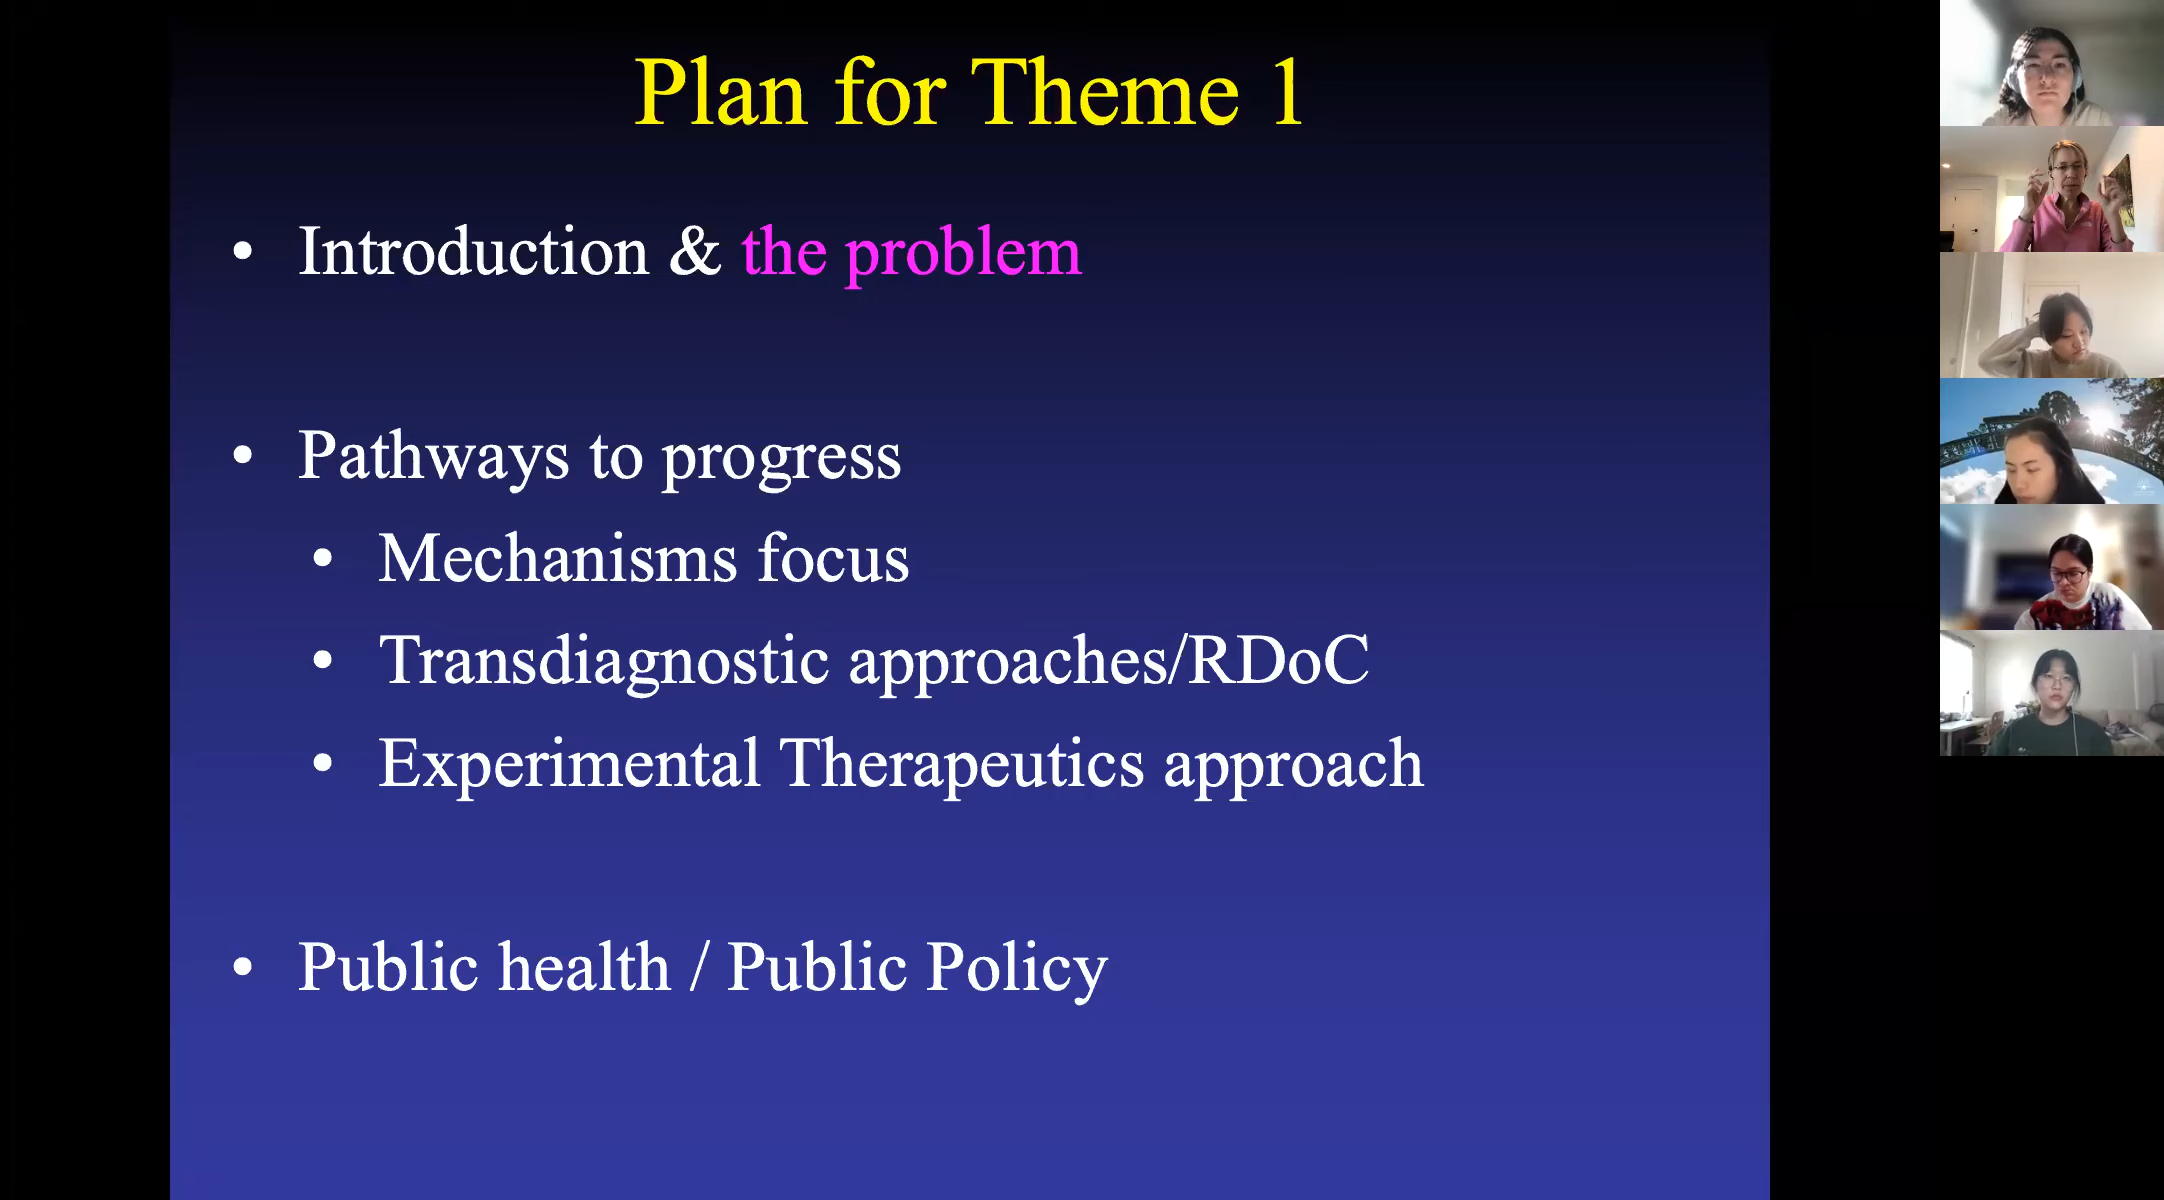 Plan for Theme 1
• Introduction & the problem
• Pathways to progress
• Mechanisms focus
• Transdiagnostic approaches/RDoC
• Experimental Therapeutics approach
• Public health / Public Policy